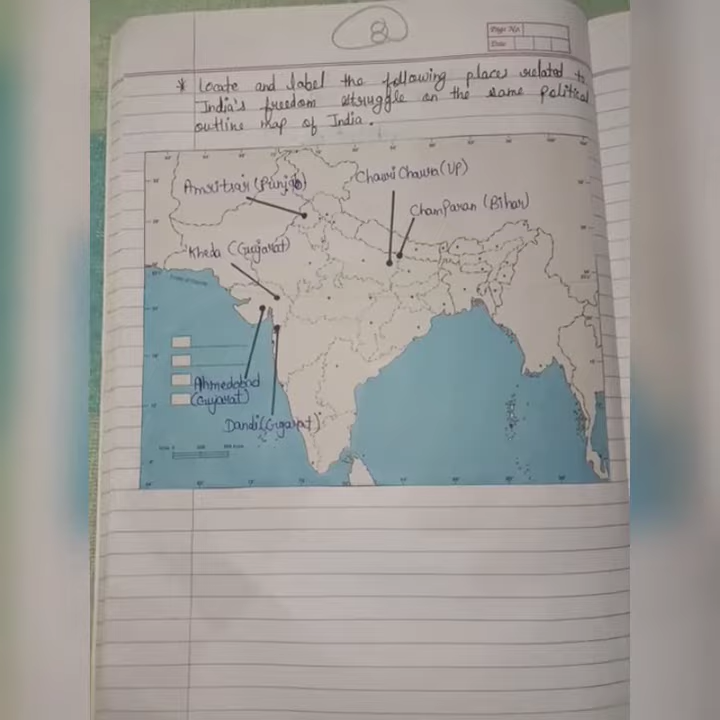 8
Page No.
Date
* Locate and label the following places related to
India's freedom struggle on the same political
outline Map of India.
Amritsar (Punjab)
Chauri Chaura (UP)
Champaran (Bihar)
Kheda (Gujarat)
Ahmedabad
(Gujarat)
Dandi (Gujarat)